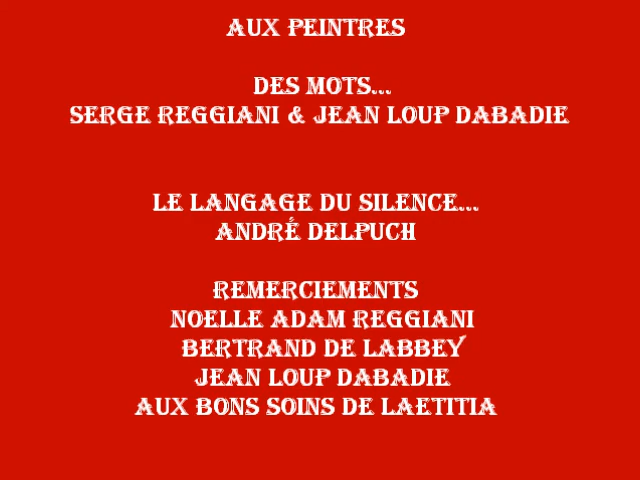 AUX PEINTRES
DES MOTS...
SERGE REGGIANI & JEAN LOUP DABADIE
LE LANGAGE DU SILENCE...
ANDRÉ DELPUCH
REMERCIEMENTS
NOELLE ADAM REGGIANI
BERTRAND DE LABBEY
JEAN LOUP DABADIE
AUX BONS SOINS DE LAETITIA